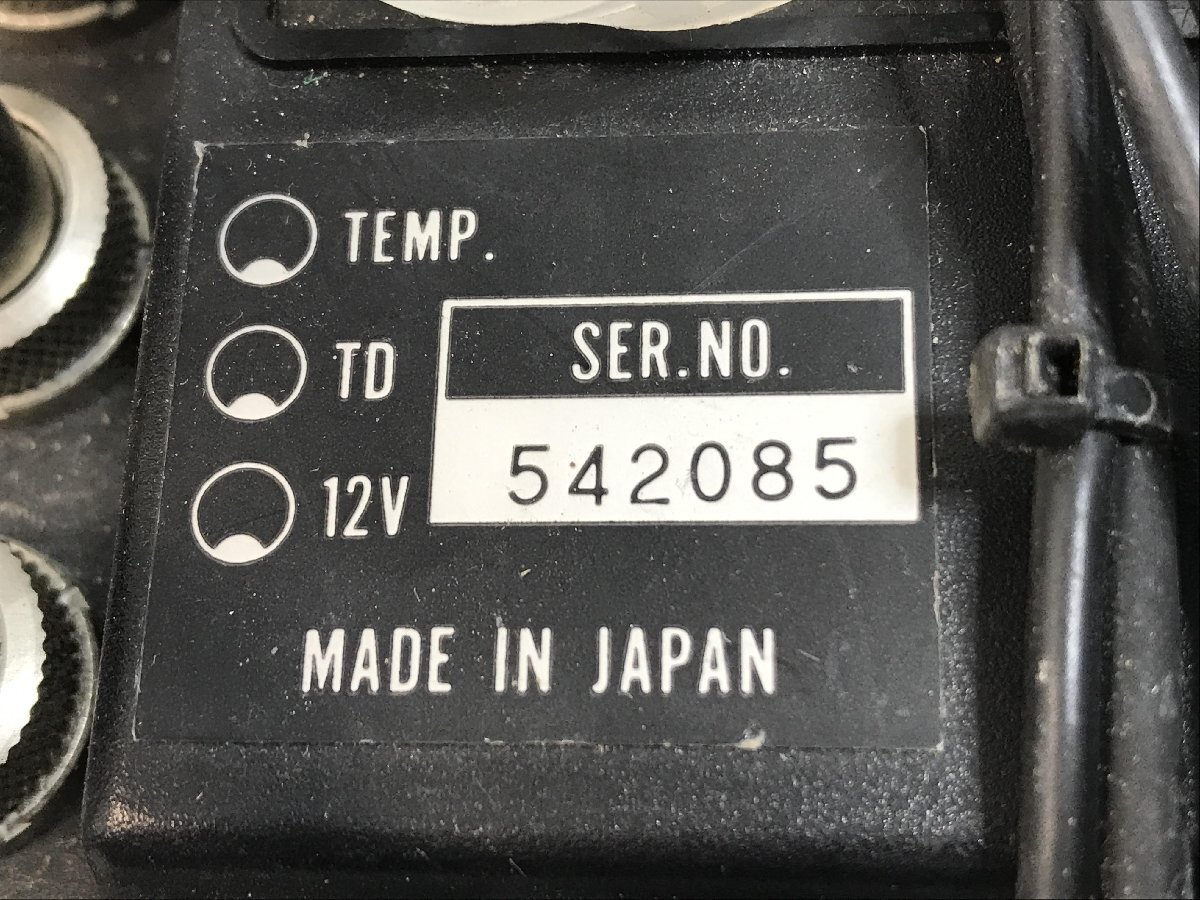 TEMP.
SER.NO.
TD
542085
12V
MADE IN JAPAN